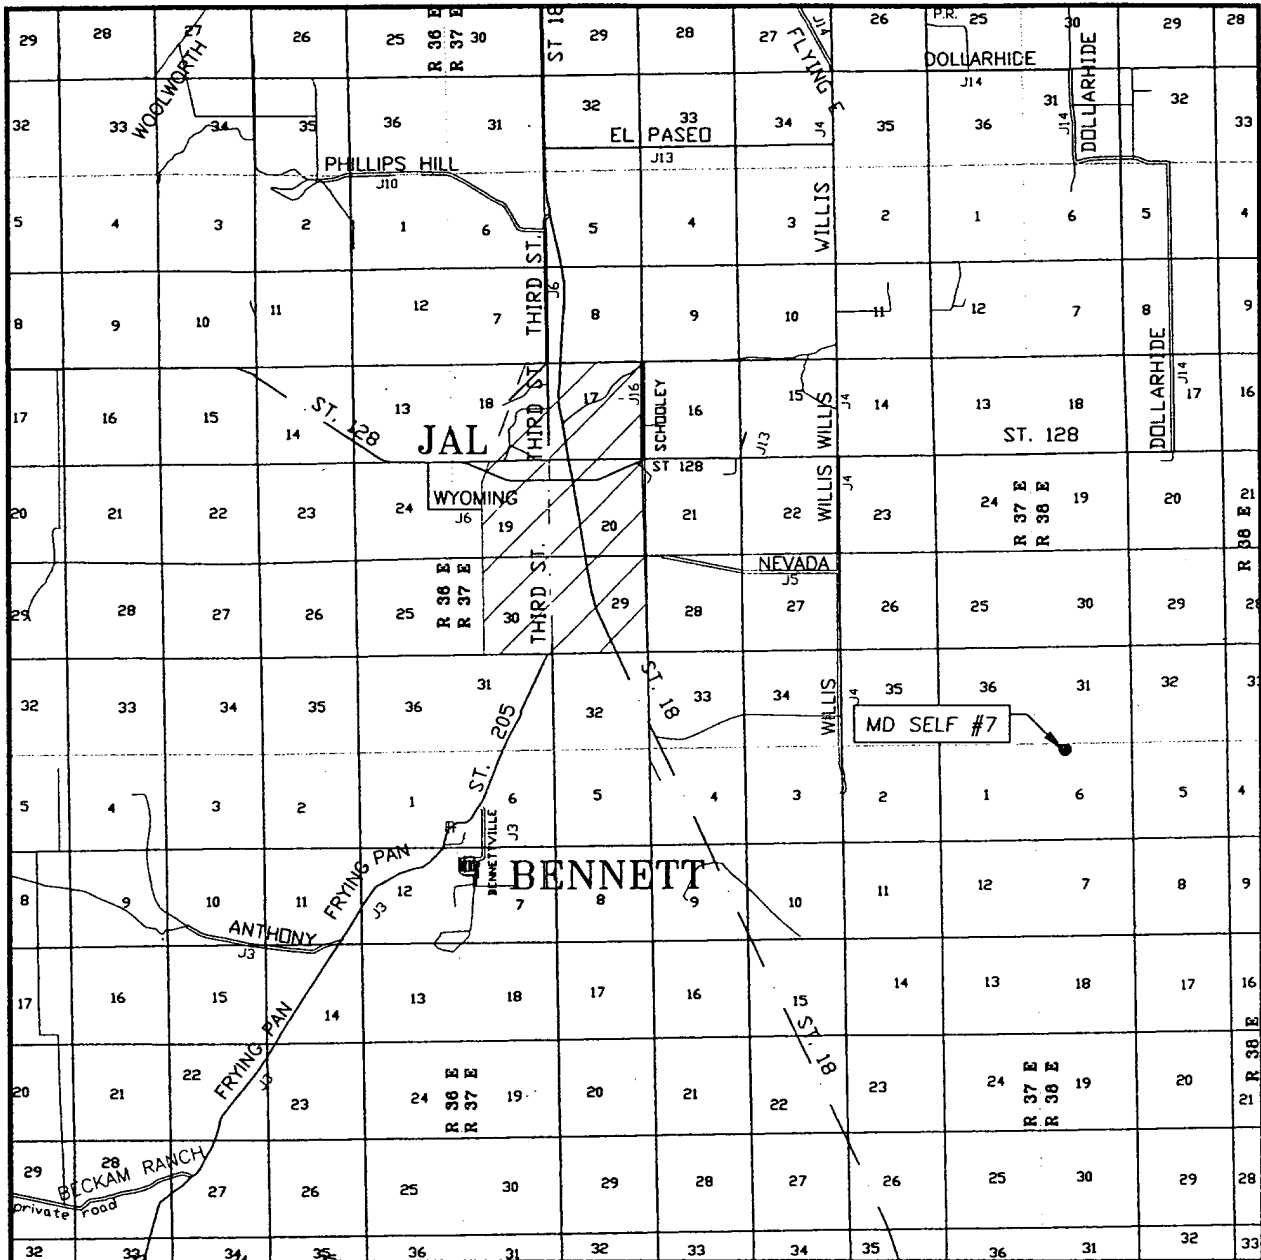 29 28 27 26 25 R 36 E R 37 E 30 ST 18 29 28 27 FLYING E J14 26 P.R. 25 30 29 28
WOOLWORTH
DOLLARHIDE
J14
DOLLARHIDE
32 33 34 35 36 31 32 33 34 J4 35 36 31 J14 32 33
EL PASEO
J13
PHILLIPS HILL
J10
5 4 3 2 1 6 THIRD ST. 5 4 3 WILLIS 2 1 6 5 4
J6
8 9 10 11 12 7 THIRD ST. 8 9 10 11 12 7 8 9
DOLLARHIDE J14
17 16 15 14 13 18 THIRD ST. 17 J16 SCHOOLEY 16 15 WILLIS J4 14 13 18 17 16
ST. 128
JAL
J13
ST. 128
ST 128
WYOMING
J6
20 21 22 23 24 19 20 21 22 WILLIS J4 23 24 R 37 E R 38 E 19 20 21
R 38 E
NEVADA
J5
29 28 27 26 25 R 36 E R 37 E 30 THIRD ST. 29 28 27 26 25 30 29 28
32 33 34 35 36 31 32 ST. 18 33 34 WILLIS J4 35 36 31 32 33
MD SELF #7
ST. 205
5 4 3 2 1 6 5 4 3 2 1 6 5 4
J3
BENNETTVILLE
FRYING PAN
J3
BENNETT
8 9 10 11 12 7 8 9 10 11 12 7 8 9
ANTHONY
J3
17 16 15 14 13 18 17 16 15 14 13 18 17 16
ST. 18
FRYING PAN
J3
20 21 22 23 24 R 36 E R 37 E 19 20 21 22 23 24 R 37 E R 38 E 19 20 21 R 38 E
29 28 27 26 25 30 29 28 27 26 25 30 29 28
BECKAM RANCH
private road
32 33 34 35 36 31 32 33 34 35 36 31 32 33